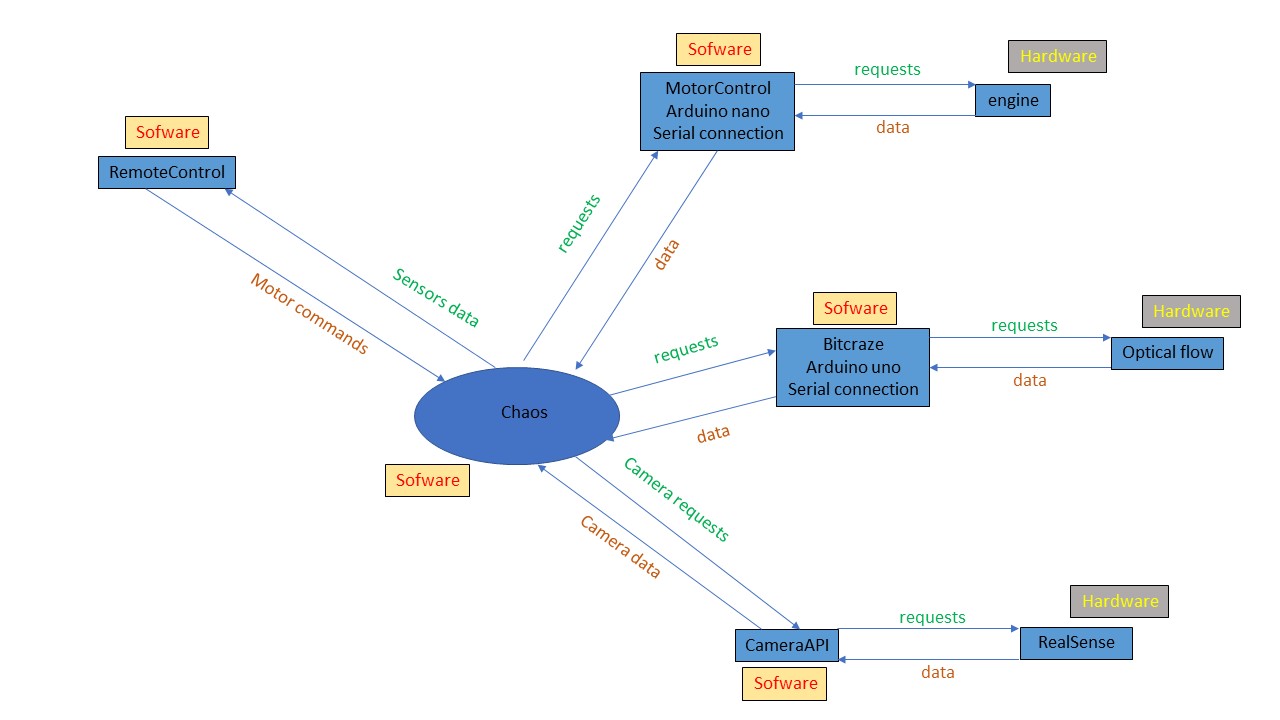 Sofware
MotorControl
Arduino nano
Serial connection
requests
data
Hardware
engine
Sofware
RemoteControl
Motor commands
Sensors data
requests
data
Sofware
Bitcraze
Arduino uno
Serial connection
requests
data
Hardware
Optical flow
requests
data
Chaos
Sofware
Camera requests
Camera data
CameraAPI
Sofware
requests
data
Hardware
RealSense